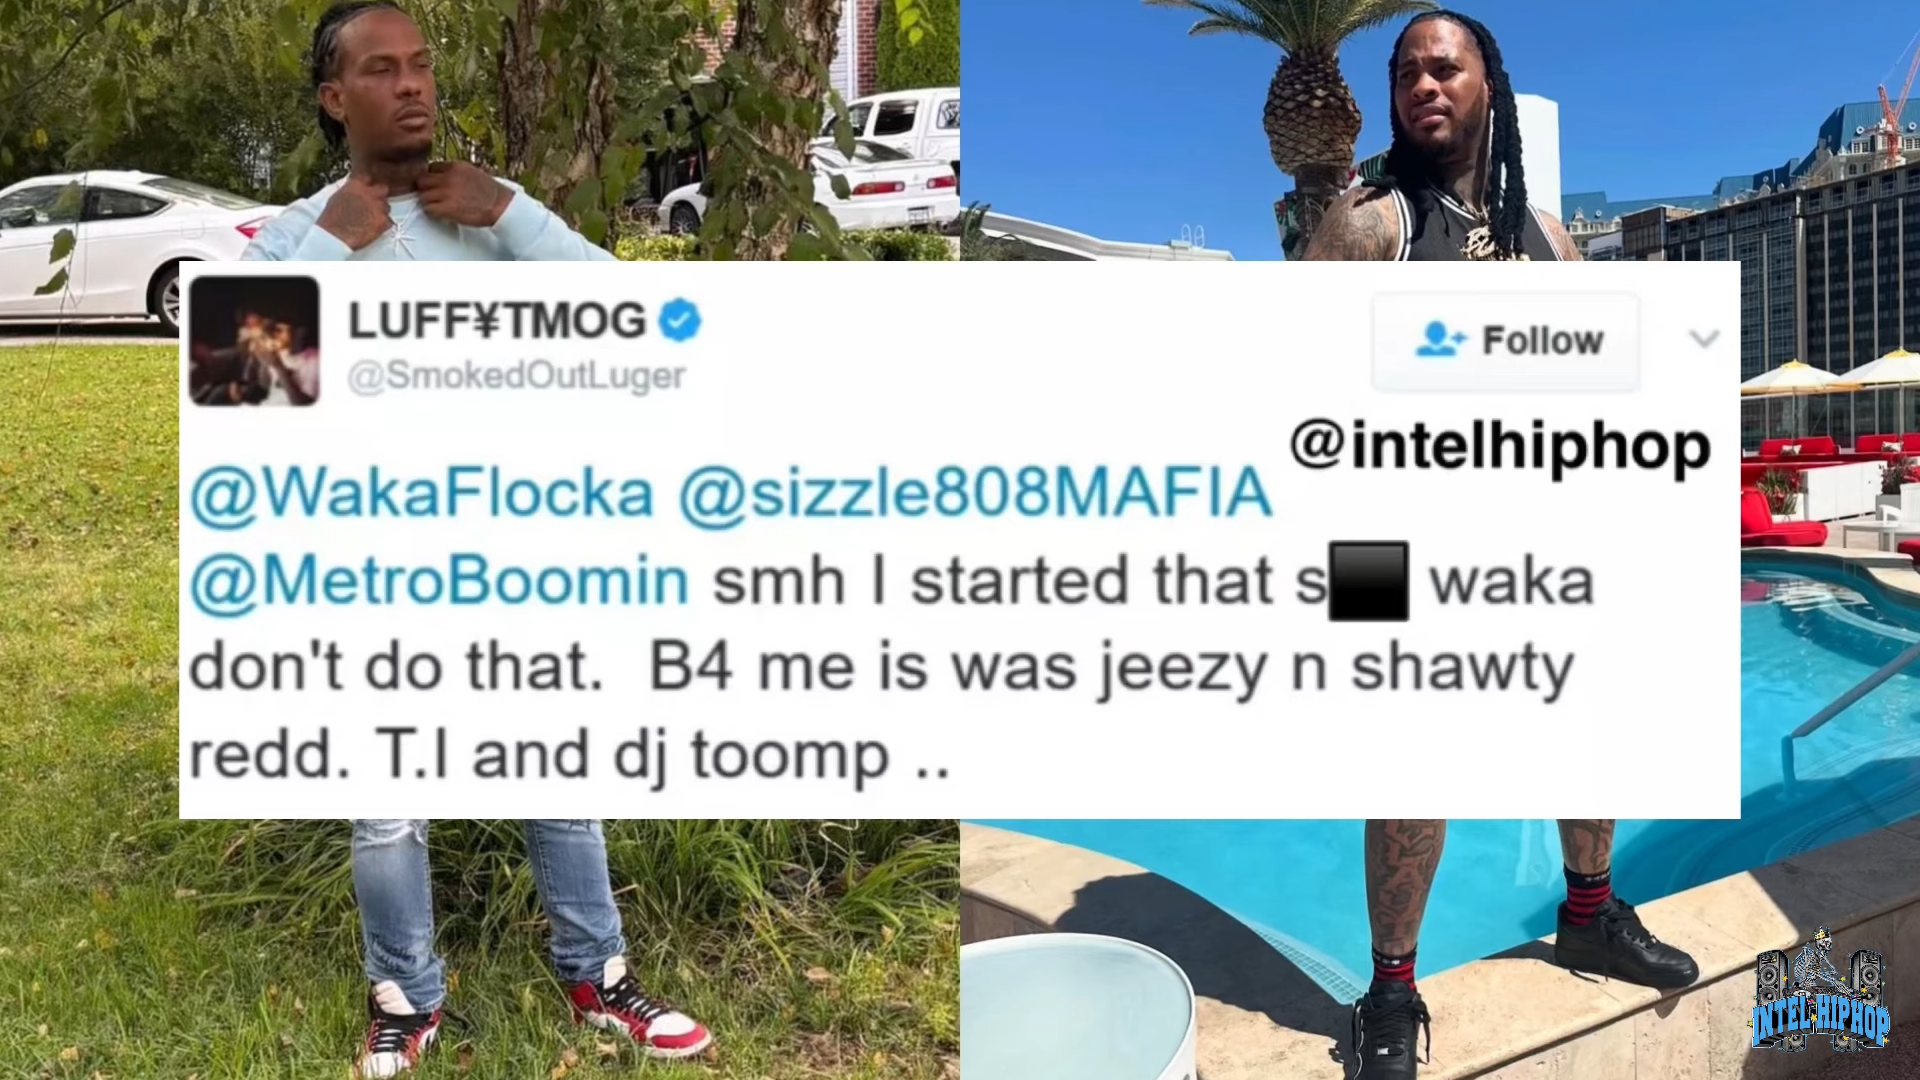 LUFF¥TMOG
@SmokedOutLuger
Follow
@intelhiphop
@WakaFlocka @sizzle808MAFIA
@MetroBoomin smh I started that s waka
don't do that. B4 me is was jeezy n shawty
redd. T.I and dj toomp ..
INTEL HIPHOP